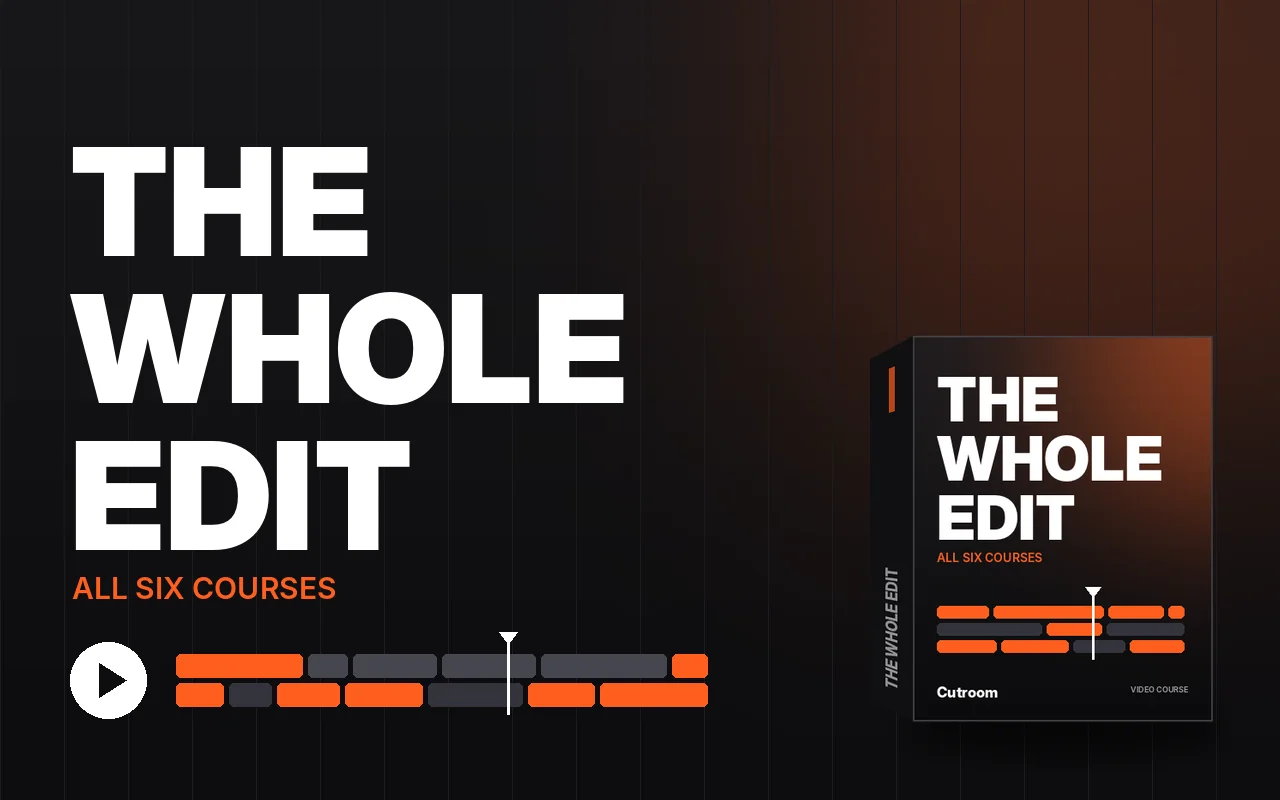 THE
WHOLE
EDIT
ALL SIX COURSES
THE WHOLE EDIT
THE
WHOLE
EDIT
ALL SIX COURSES
Cutroom
VIDEO COURSE